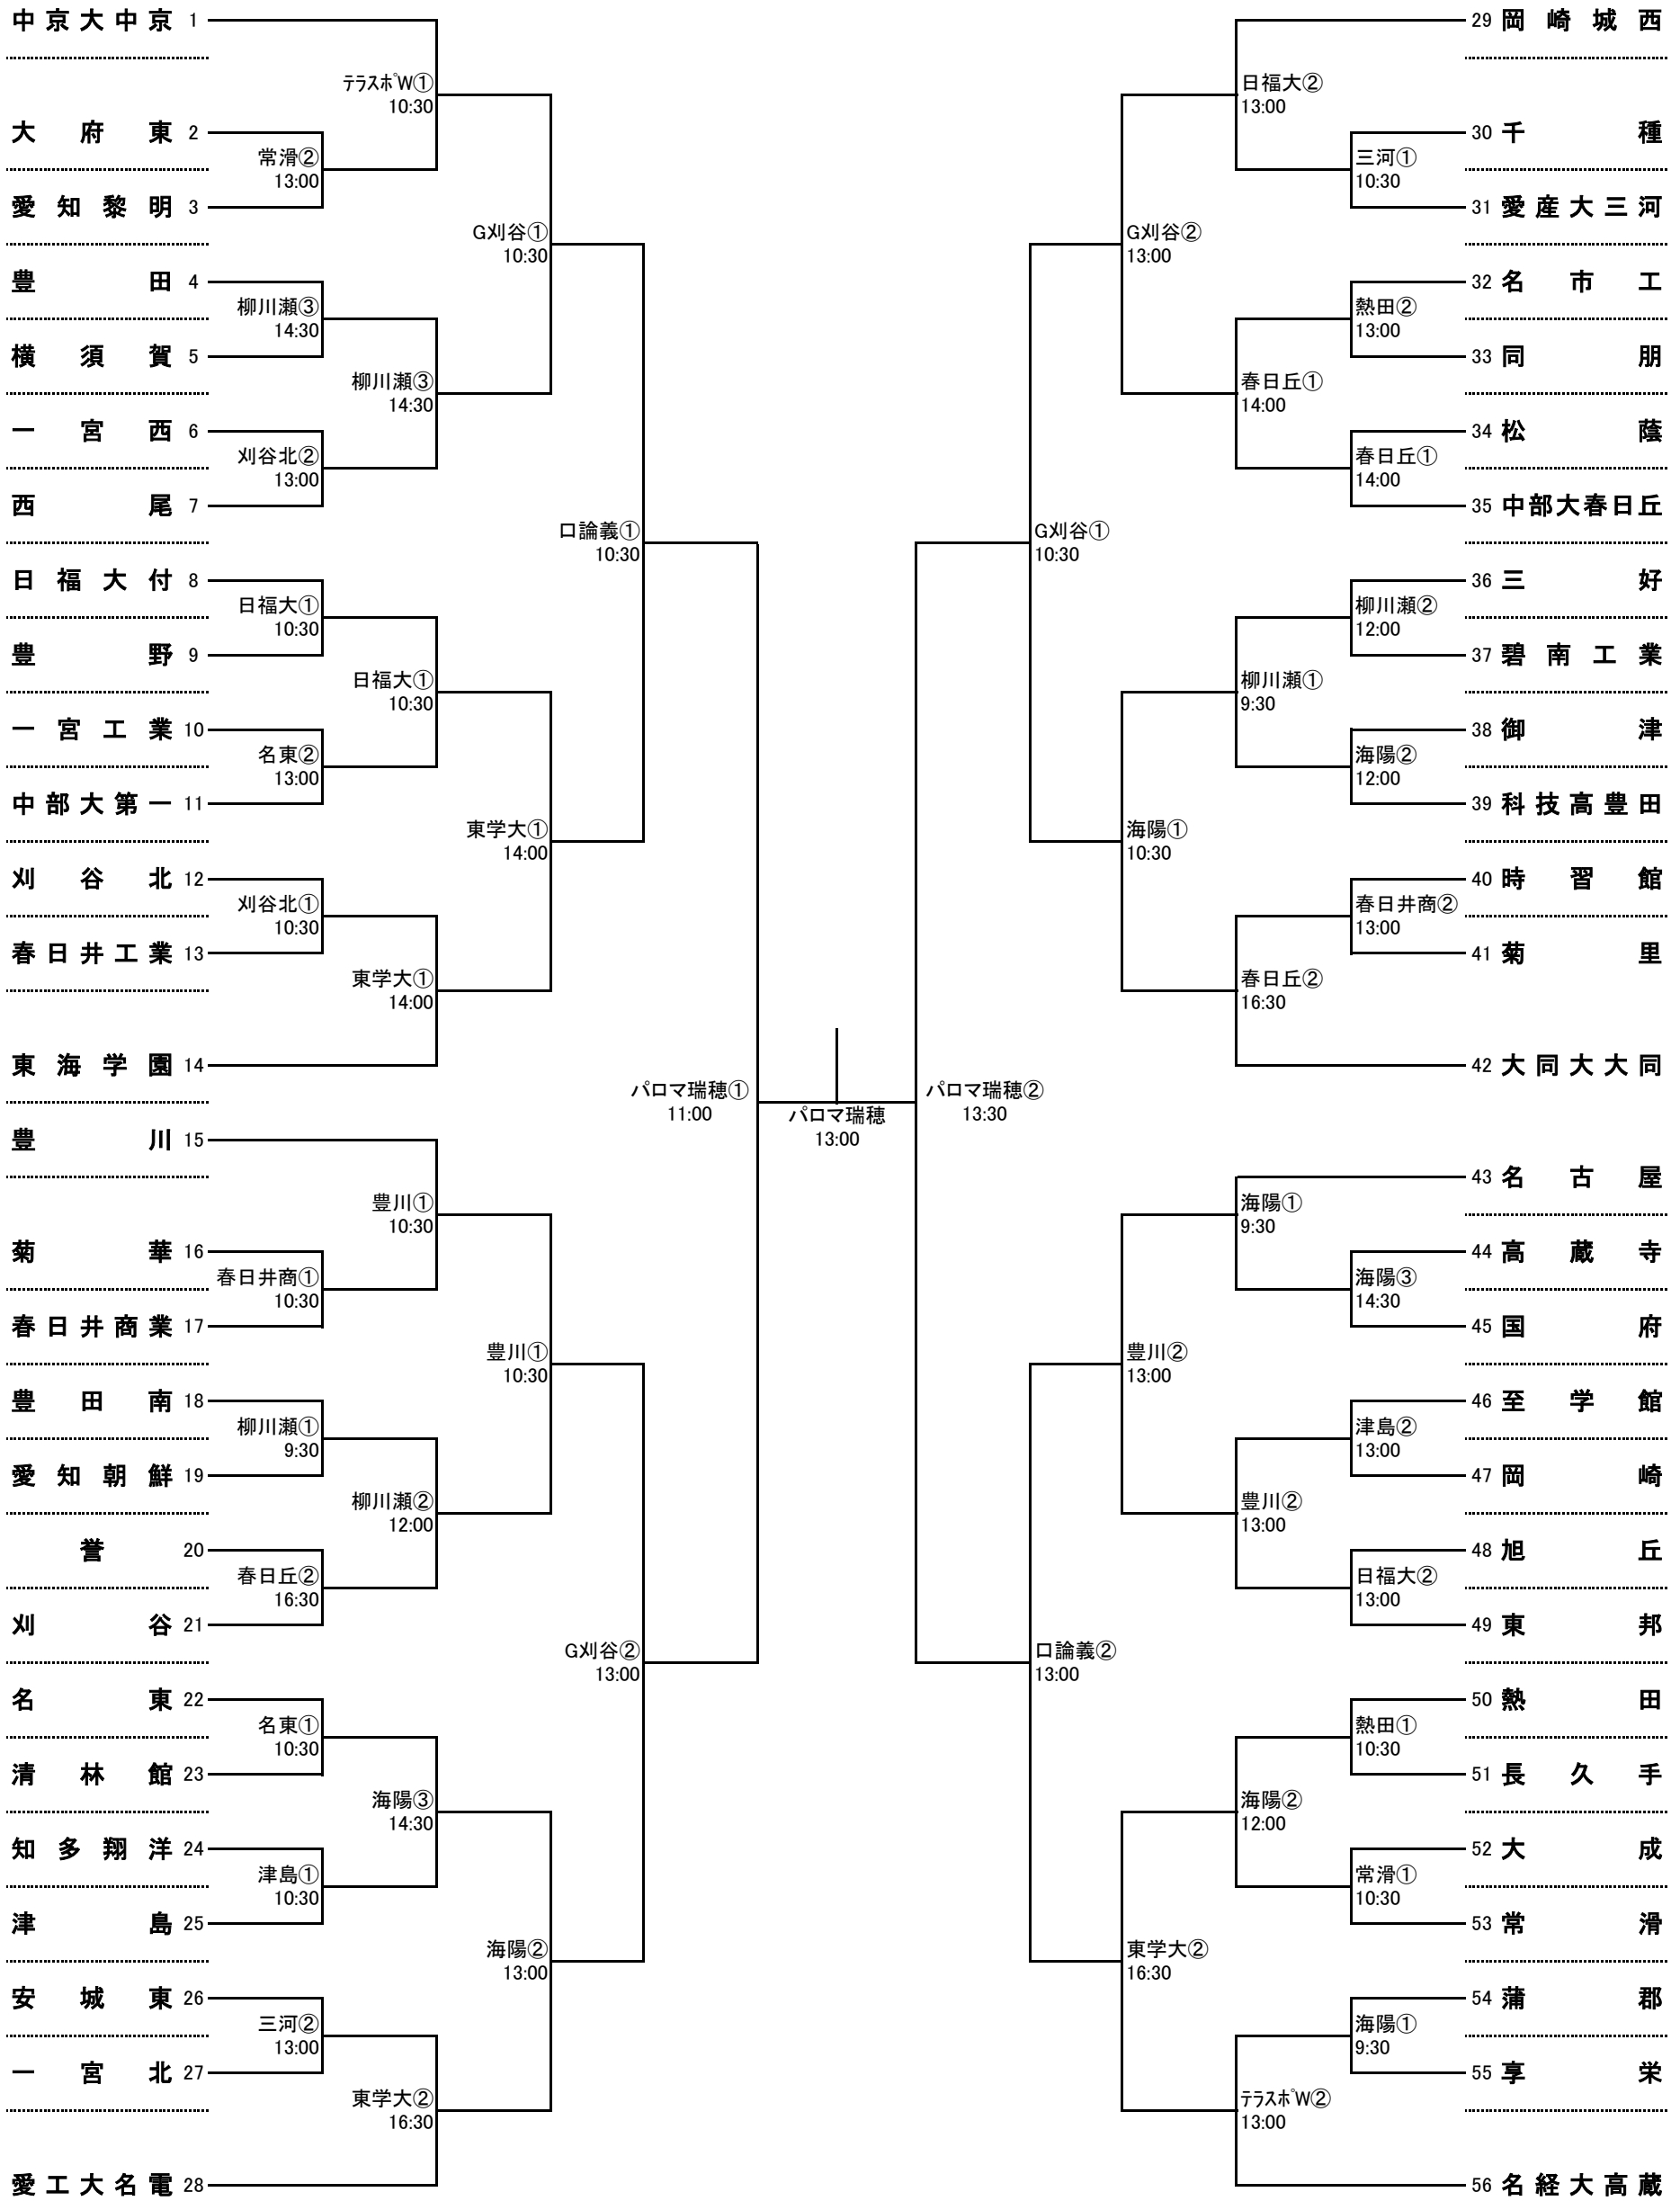 中京大中京 1
テラスポW①
10:30
大府東 2
常滑②
13:00
愛知黎明 3
G刈谷①
10:30
豊田 4
柳川瀬③
14:30
横須賀 5
柳川瀬③
14:30
一宮西 6
刈谷北②
13:00
西尾 7
口論義①
10:30
日福大付 8
日福大①
10:30
豊野 9
日福大①
10:30
一宮工業 10
名東②
13:00
中部大第一 11
東学大①
14:00
刈谷北 12
刈谷北①
10:30
春日井工業 13
東学大①
14:00
東海学園 14
パロマ瑞穂①
11:00
豊川 15
豊川①
10:30
菊華 16
春日井商①
10:30
春日井商業 17
豊川①
10:30
豊田南 18
柳川瀬①
9:30
愛知朝鮮 19
柳川瀬②
12:00
誉 20
春日丘②
16:30
刈谷 21
G刈谷②
13:00
名東 22
名東①
10:30
清林館 23
海陽③
14:30
知多翔洋 24
津島①
10:30
津島 25
海陽②
13:00
安城東 26
三河②
13:00
一宮北 27
東学大②
16:30
愛工大名電 28
パロマ瑞穂
13:00
29 岡崎城西
日福大②
13:00
30 千種
三河①
10:30
31 愛産大三河
G刈谷②
13:00
32 名市工
熱田②
13:00
33 同朋
春日丘①
14:00
34 松蔭
春日丘①
14:00
35 中部大春日丘
G刈谷①
10:30
36 三好
柳川瀬②
12:00
37 碧南工業
柳川瀬①
9:30
38 御津
海陽②
12:00
39 科技高豊田
海陽①
10:30
40 時習館
春日井商②
13:00
41 菊里
春日丘②
16:30
42 大同大大同
パロマ瑞穂②
13:30
43 名古屋
海陽①
9:30
44 高蔵寺
海陽③
14:30
45 国府
豊川②
13:00
46 至学館
津島②
13:00
47 岡崎
豊川②
13:00
48 旭丘
日福大②
13:00
49 東邦
口論義②
13:00
50 熱田
熱田①
10:30
51 長久手
海陽②
12:00
52 大成
常滑①
10:30
53 常滑
東学大②
16:30
54 蒲郡
海陽①
9:30
55 享栄
テラスポW②
13:00
56 名経大高蔵